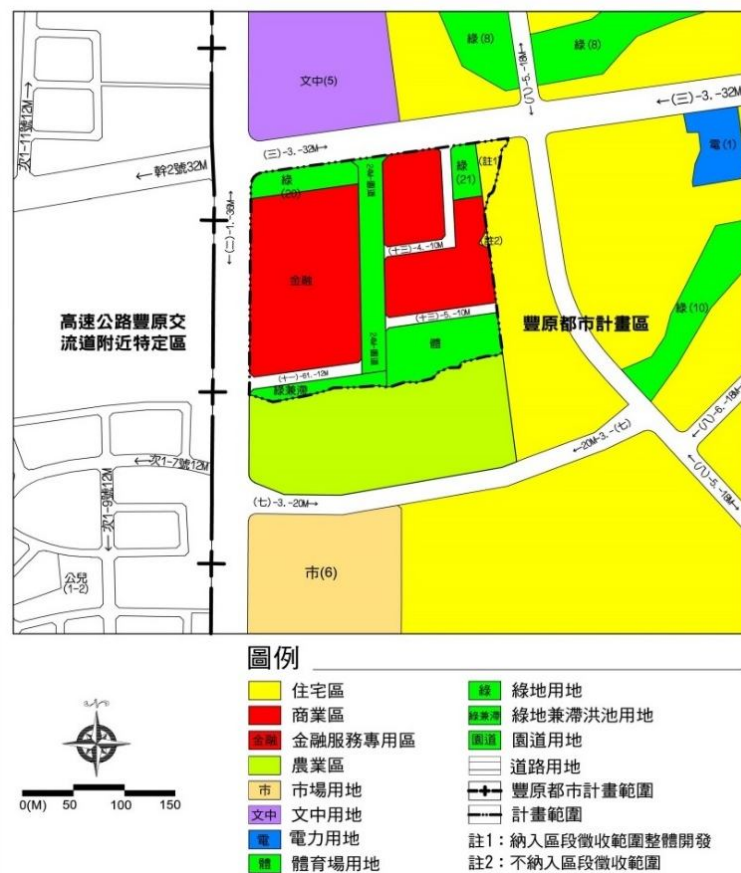 綠(8)
綠(8)
文中(5)
←(八)-5.-18M→
←(三)-3.-32M
次1-11號12M→
電(1)
(三)-3.-32M→
←幹2號32M
綠
(20)
綠
(21)
(註1)
←(二)-1.-36M→
(註2)
(十三)-4.-10M
金融
高速公路豐原交
流道附近特定區
(十三)-5.-10M
豐原都市計畫區
綠(10)
體
(十一)-61.-12M
綠兼滯
←次1-7號12M
←次1-9號12M
←20M-3.-(七)
←(八)-6.-18M→
←(八)-5.-18M→
(七)-3.-20M→
公兒
(1-2)
市(6)
圖例
住宅區
商業區
金融 金融服務專用區
農業區
市 市場用地
文中 文中用地
電 電力用地
體 體育場用地
綠 綠地用地
綠兼滯 綠地兼滯洪池用地
園道 園道用地
道路用地
豐原都市計畫範圍
計畫範圍
註1：納入區段徵收範圍整體開發
註2：不納入區段徵收範圍
0(M) 50 100 150